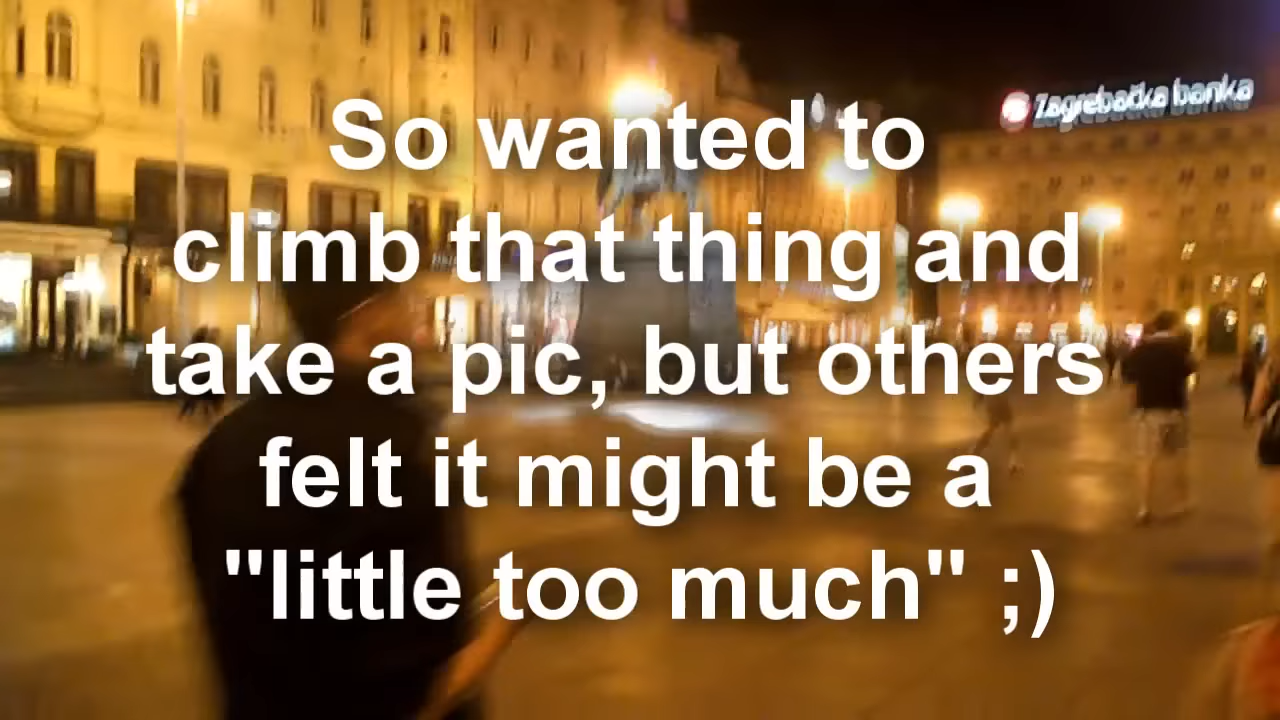 Zagrebačka banka
So wanted to
climb that thing and
take a pic, but others
felt it might be a
"little too much" ;)